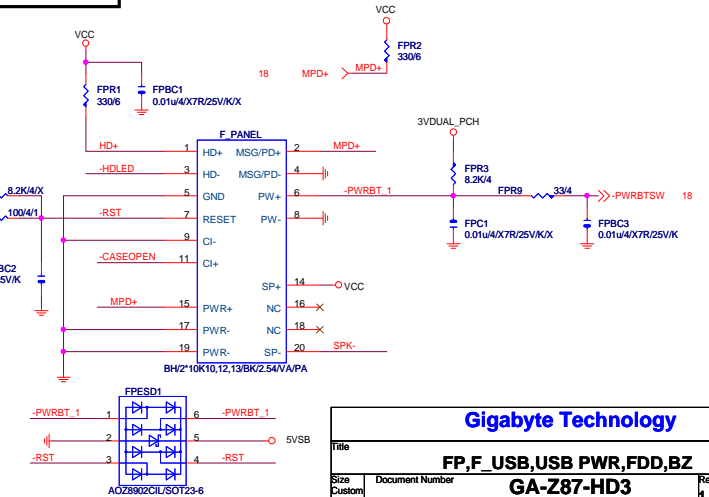 VCC
VCC
FPR2
330/6
FPR1
330/6
FPBC1
0.01u/4/X7R/25V/K/X
18 MPD+ MPD+
3VDUAL_PCH
F_PANEL
HD+ 1 HD+ MSG/PD+ 2 MPD+
-HDLED 3 HD- MSG/PD- 4
FPR3
8.2K/4
8.2K/4/X
5 GND PW+ 6 -PWRBT_1 FPR9 33/4 -PWRBTSW 18
100/4/1 -RST 7 RESET PW- 8
FPC1
0.01u/4/X7R/25V/K/X
FPBC3
0.01u/4/X7R/25V/K
9 CI-
-CASEOPEN 11 CI+
BC2
5V/K
SP+ 14 VCC
MPD+ 15 PWR+ NC 16
17 PWR- NC 18
19 PWR- SP- 20 SPK-
BH/2*10K10,12,13/BK/2.54/VA/PA
FPESD1
-PWRBT_1 1 6 -PWRBT_1
2 5 5VSB
-RST 3 4 -RST
AOZ8902CIL/SOT23-6
Gigabyte Technology
Title
FP,F_USB,USB PWR,FDD,BZ
Size Document Number Re
Custom GA-Z87-HD3